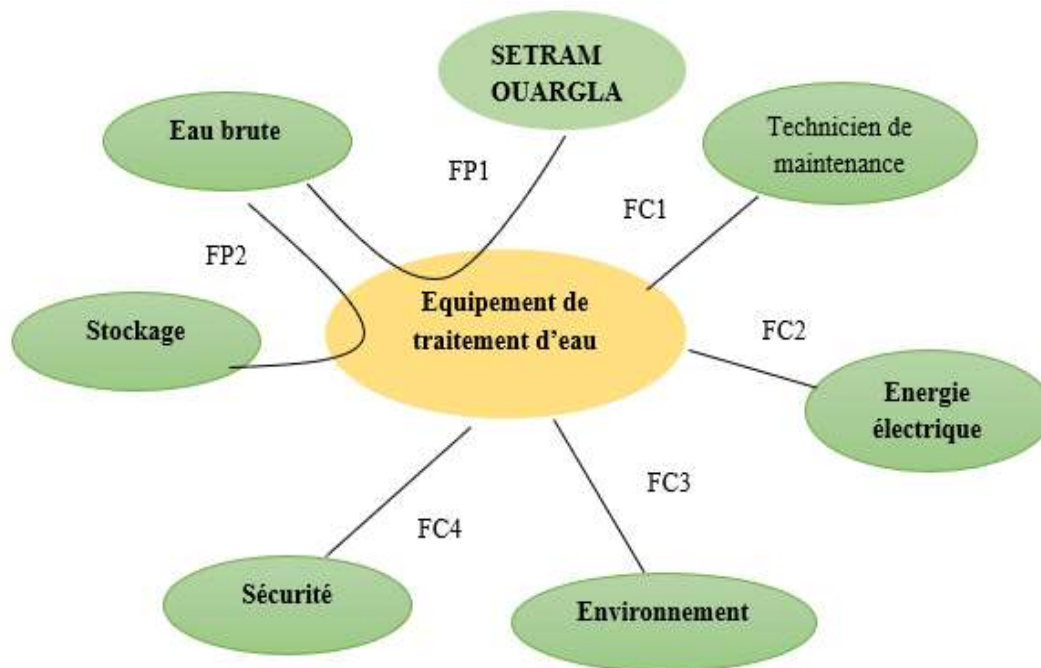 SETRAM
OUARGLA
Eau brute
Technicien de
maintenance
FP1
FC1
FP2
Equipement de
traitement d’eau
Stockage
FC2
Energie
électrique
FC3
FC4
Sécurité
Environnement